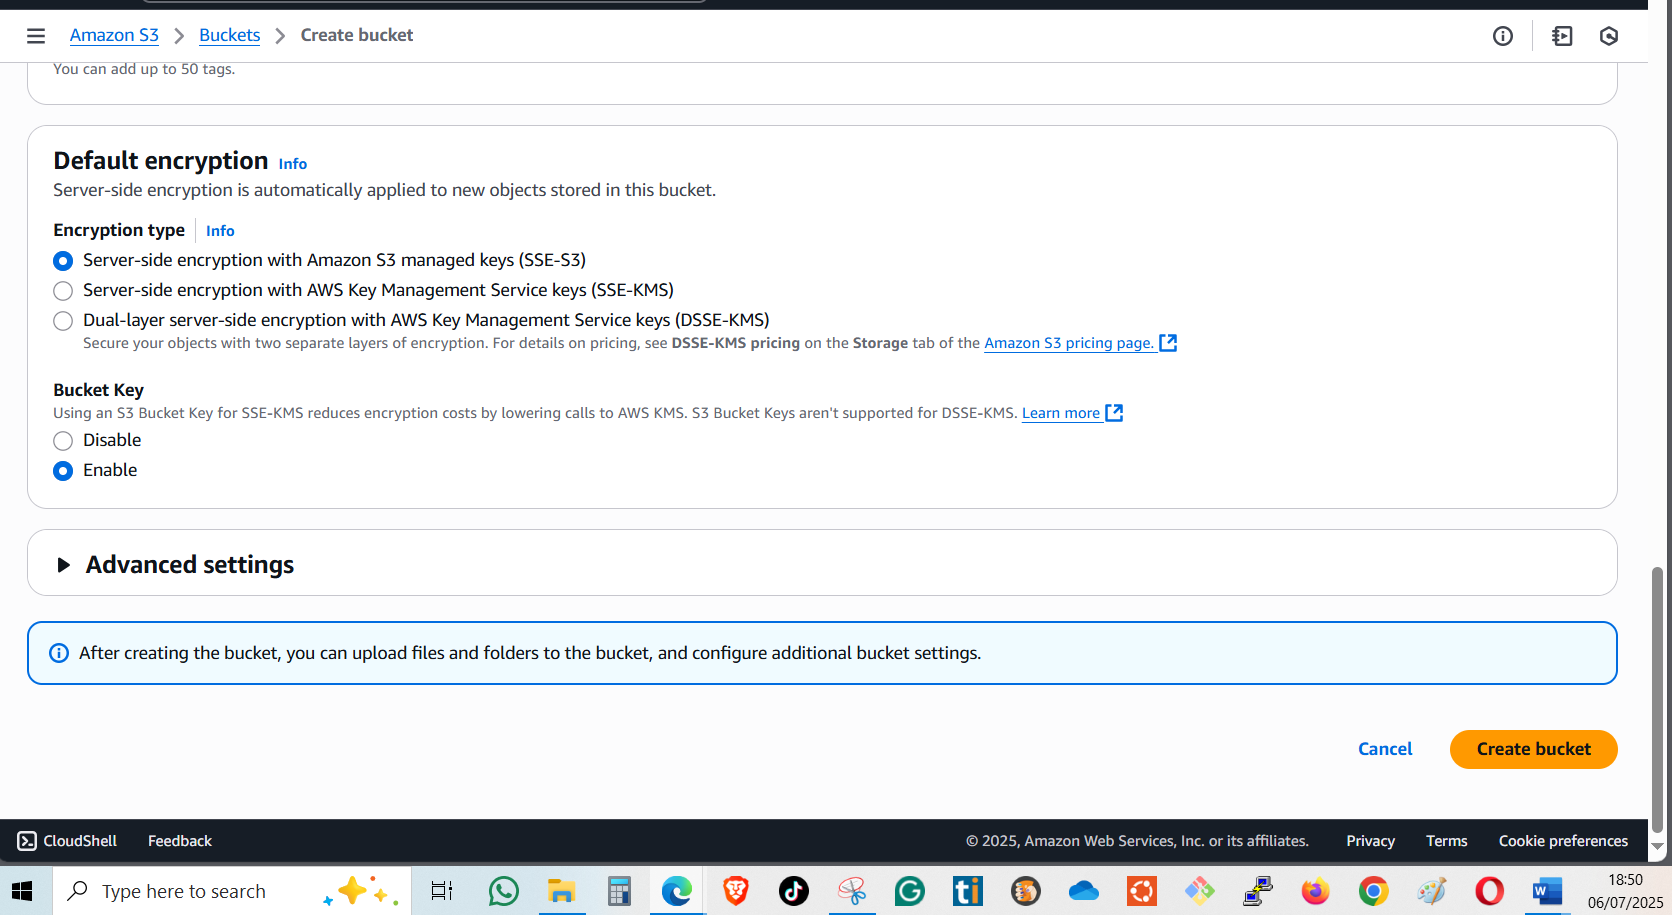 Amazon S3 > Buckets > Create bucket
You can add up to 50 tags.
Default encryption Info
Server-side encryption is automatically applied to new objects stored in this bucket.
Encryption type Info
Server-side encryption with Amazon S3 managed keys (SSE-S3)
Server-side encryption with AWS Key Management Service keys (SSE-KMS)
Dual-layer server-side encryption with AWS Key Management Service keys (DSSE-KMS)
Secure your objects with two separate layers of encryption. For details on pricing, see DSSE-KMS pricing on the Storage tab of the Amazon S3 pricing page.
Bucket Key
Using an S3 Bucket Key for SSE-KMS reduces encryption costs by lowering calls to AWS KMS. S3 Bucket Keys aren't supported for DSSE-KMS. Learn more
Disable
Enable
Advanced settings
After creating the bucket, you can upload files and folders to the bucket, and configure additional bucket settings.
Cancel Create bucket
CloudShell Feedback © 2025, Amazon Web Services, Inc. or its affiliates. Privacy Terms Cookie preferences
Type here to search
18:50
06/07/2025